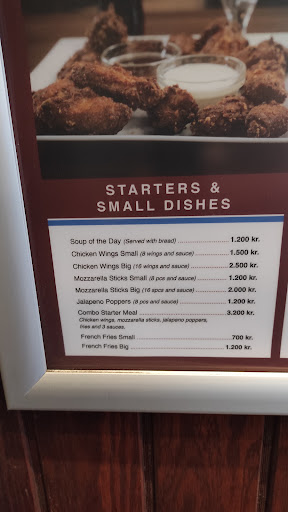 STARTERS &
SMALL DISHES
Soup of the Day (Served with bread) 1.200 kr.
Chicken Wings Small (8 wings and sauce) 1.500 kr.
Chicken Wings Big (16 wings and sauce) 2.500 kr.
Mozzarella Sticks Small (8 pcs and sauce) 1.200 kr.
Mozzarella Sticks Big (16 spcs and sauce) 2.000 kr.
Jalapeno Poppers (8 pcs and sauce) 1.200 kr.
Combo Starter Meal 3.200 kr.
Chicken wings, mozzarella sticks, jalapeno poppers,
fries and 3 sauces.
French Fries Small 700 kr.
French Fries Big 1.200 kr.